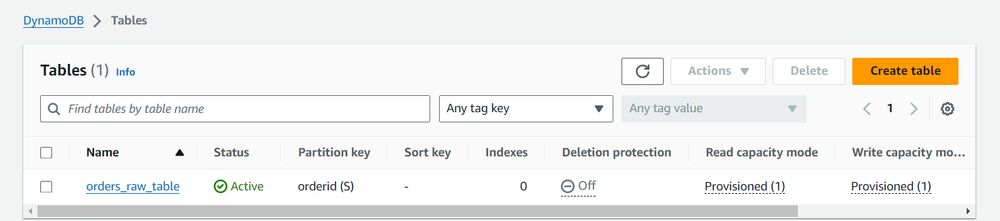 DynamoDB > Tables
Tables (1) Info
Actions
Delete
Create table
Find tables by table name
Any tag key
Any tag value
1
Name Status Partition key Sort key Indexes Deletion protection Read capacity mode Write capacity mo...
orders_raw_table Active orderid (S) - 0 Off Provisioned (1) Provisioned (1)